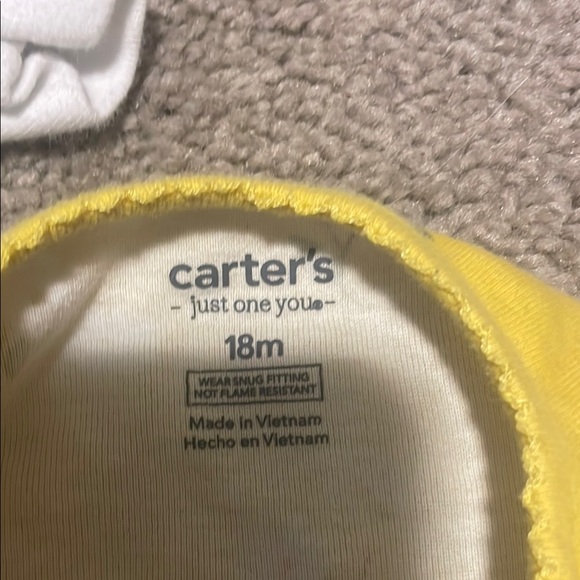 carter's
- just one you® -
18m
WEAR SNUG FITTING
NOT FLAME RESISTANT
Made in Vietnam
Hecho en Vietnam